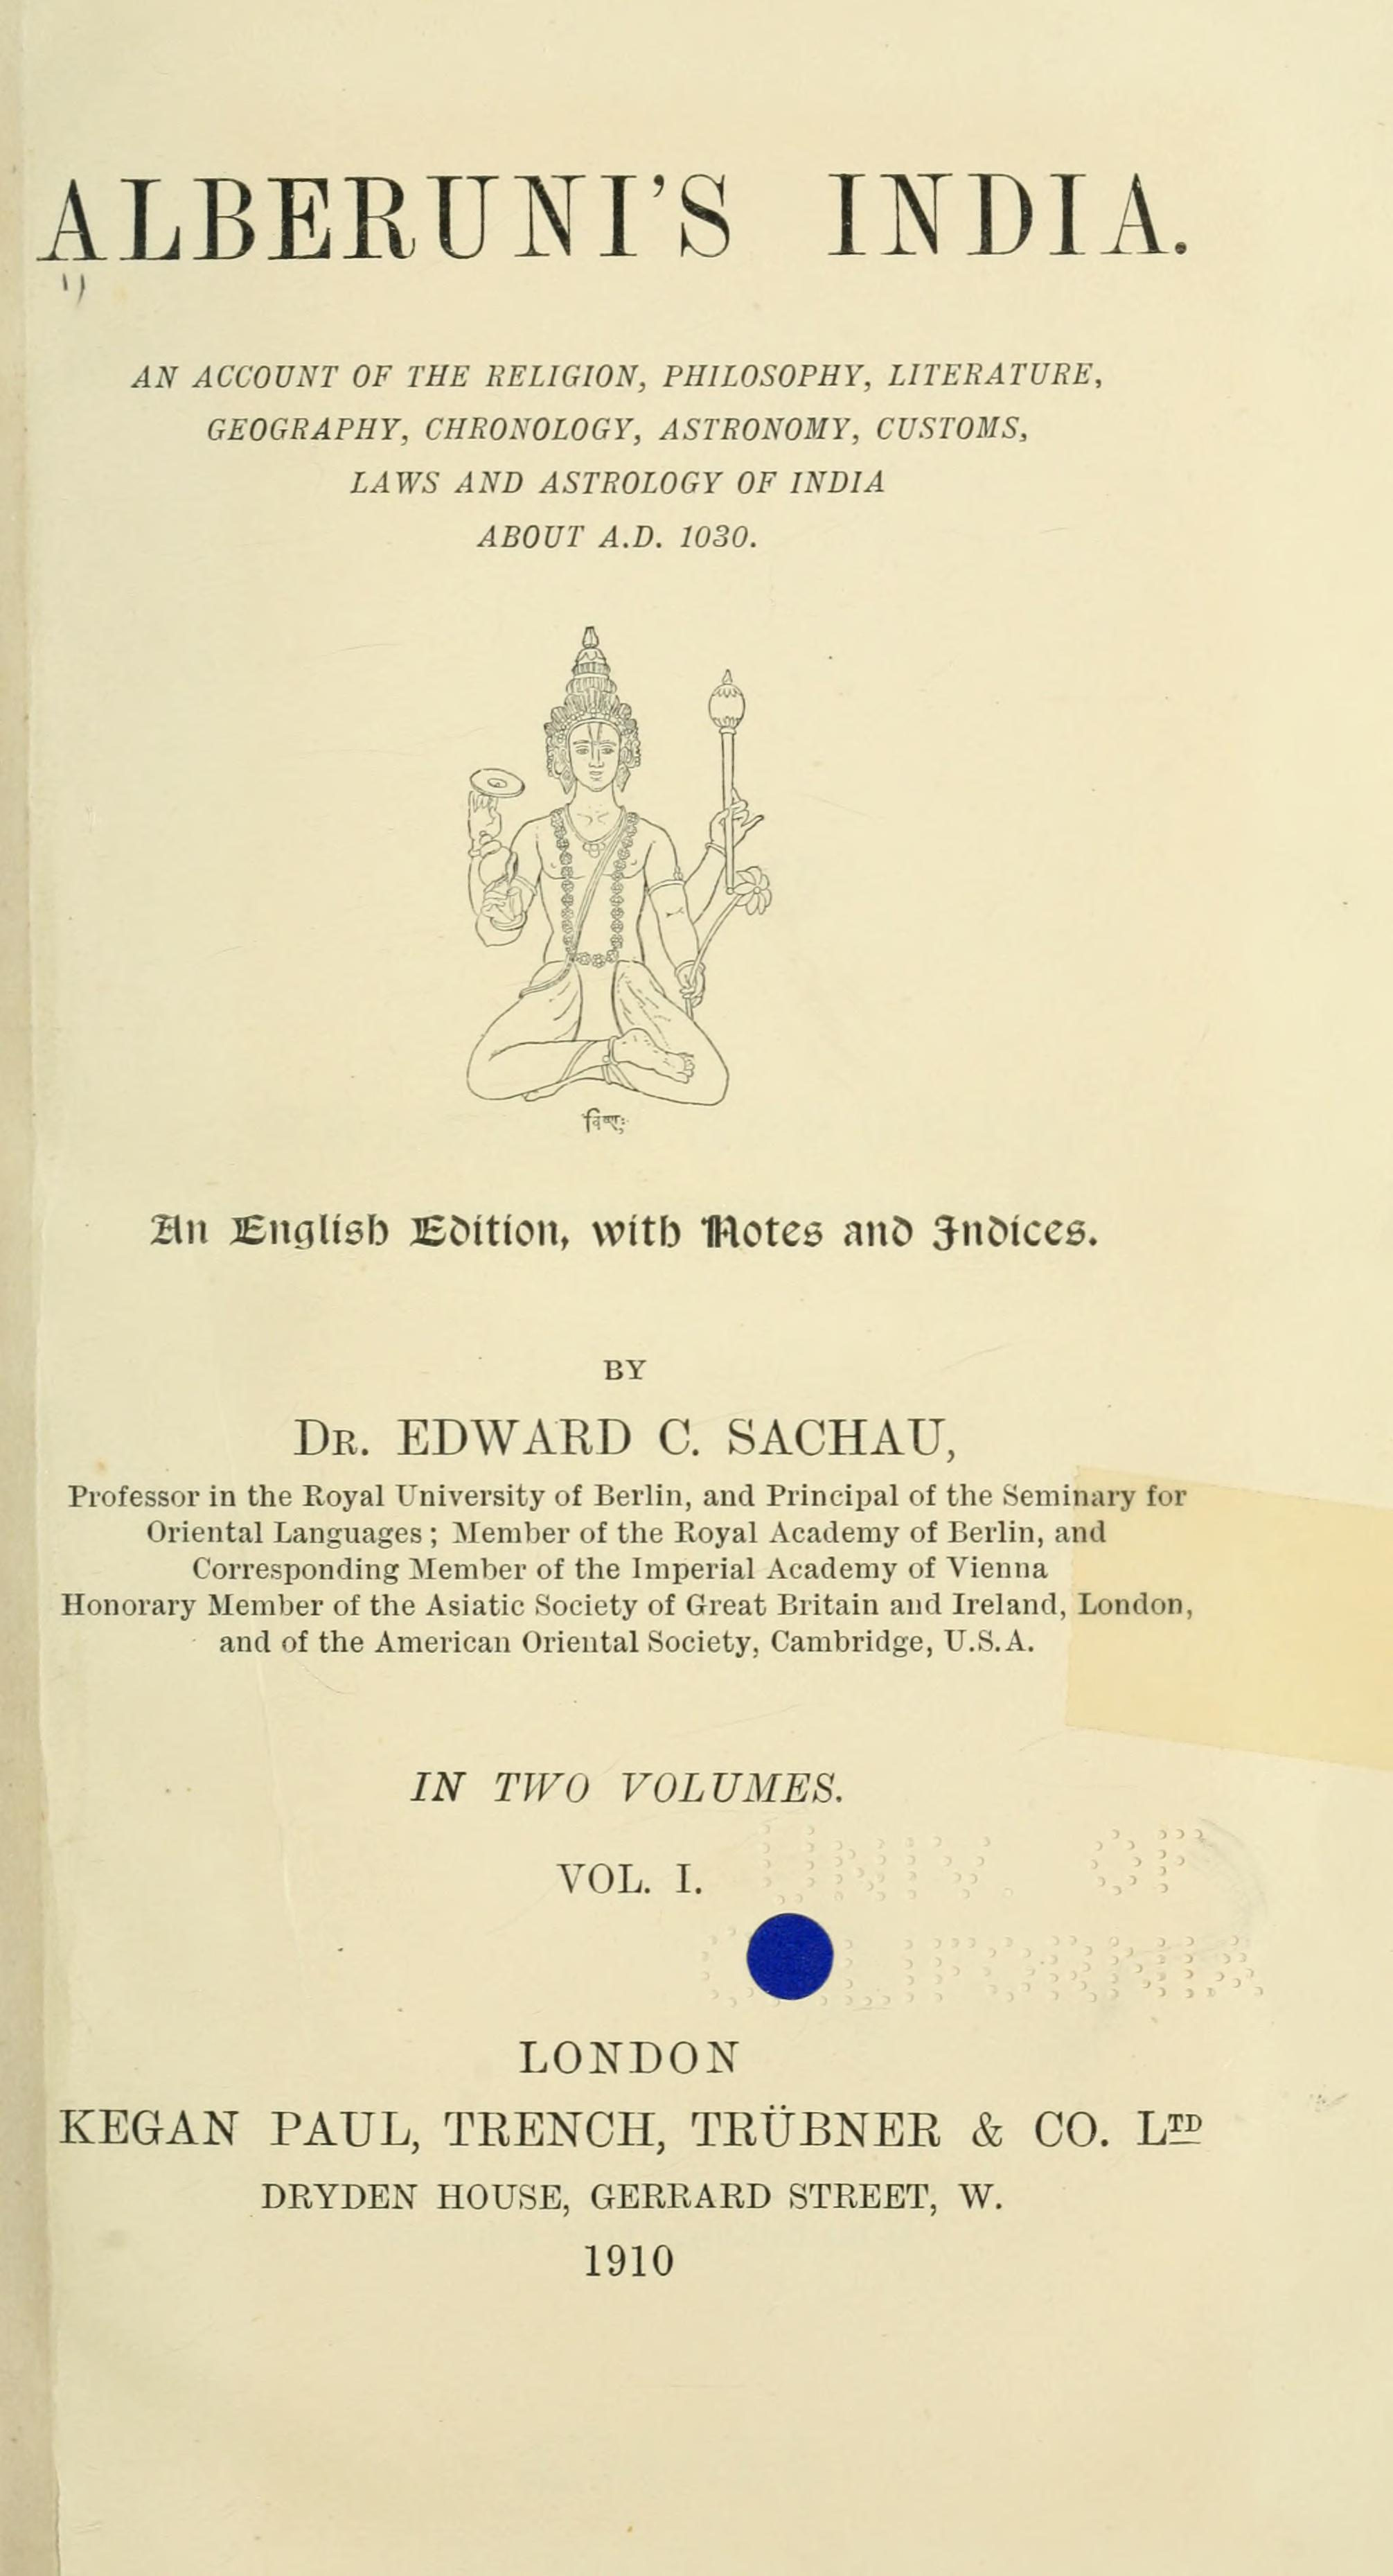 ALBERUNI'S INDIA.
AN ACCOUNT OF THE RELIGION, PHILOSOPHY, LITERATURE,
GEOGRAPHY, CHRONOLOGY, ASTRONOMY, CUSTOMS,
LAWS AND ASTROLOGY OF INDIA
ABOUT A.D. 1030.
विष्णुः
An English Edition, with Notes and Indices.
BY
DR. EDWARD C. SACHAU,
Professor in the Royal University of Berlin, and Principal of the Seminary for
Oriental Languages; Member of the Royal Academy of Berlin, and
Corresponding Member of the Imperial Academy of Vienna
Honorary Member of the Asiatic Society of Great Britain and Ireland, London,
and of the American Oriental Society, Cambridge, U.S.A.
IN TWO VOLUMES.
VOL. I.
UNIV. OF
CALIFORNIA
LONDON
KEGAN PAUL, TRENCH, TRÜBNER & CO. LTD
DRYDEN HOUSE, GERRARD STREET, W.
1910